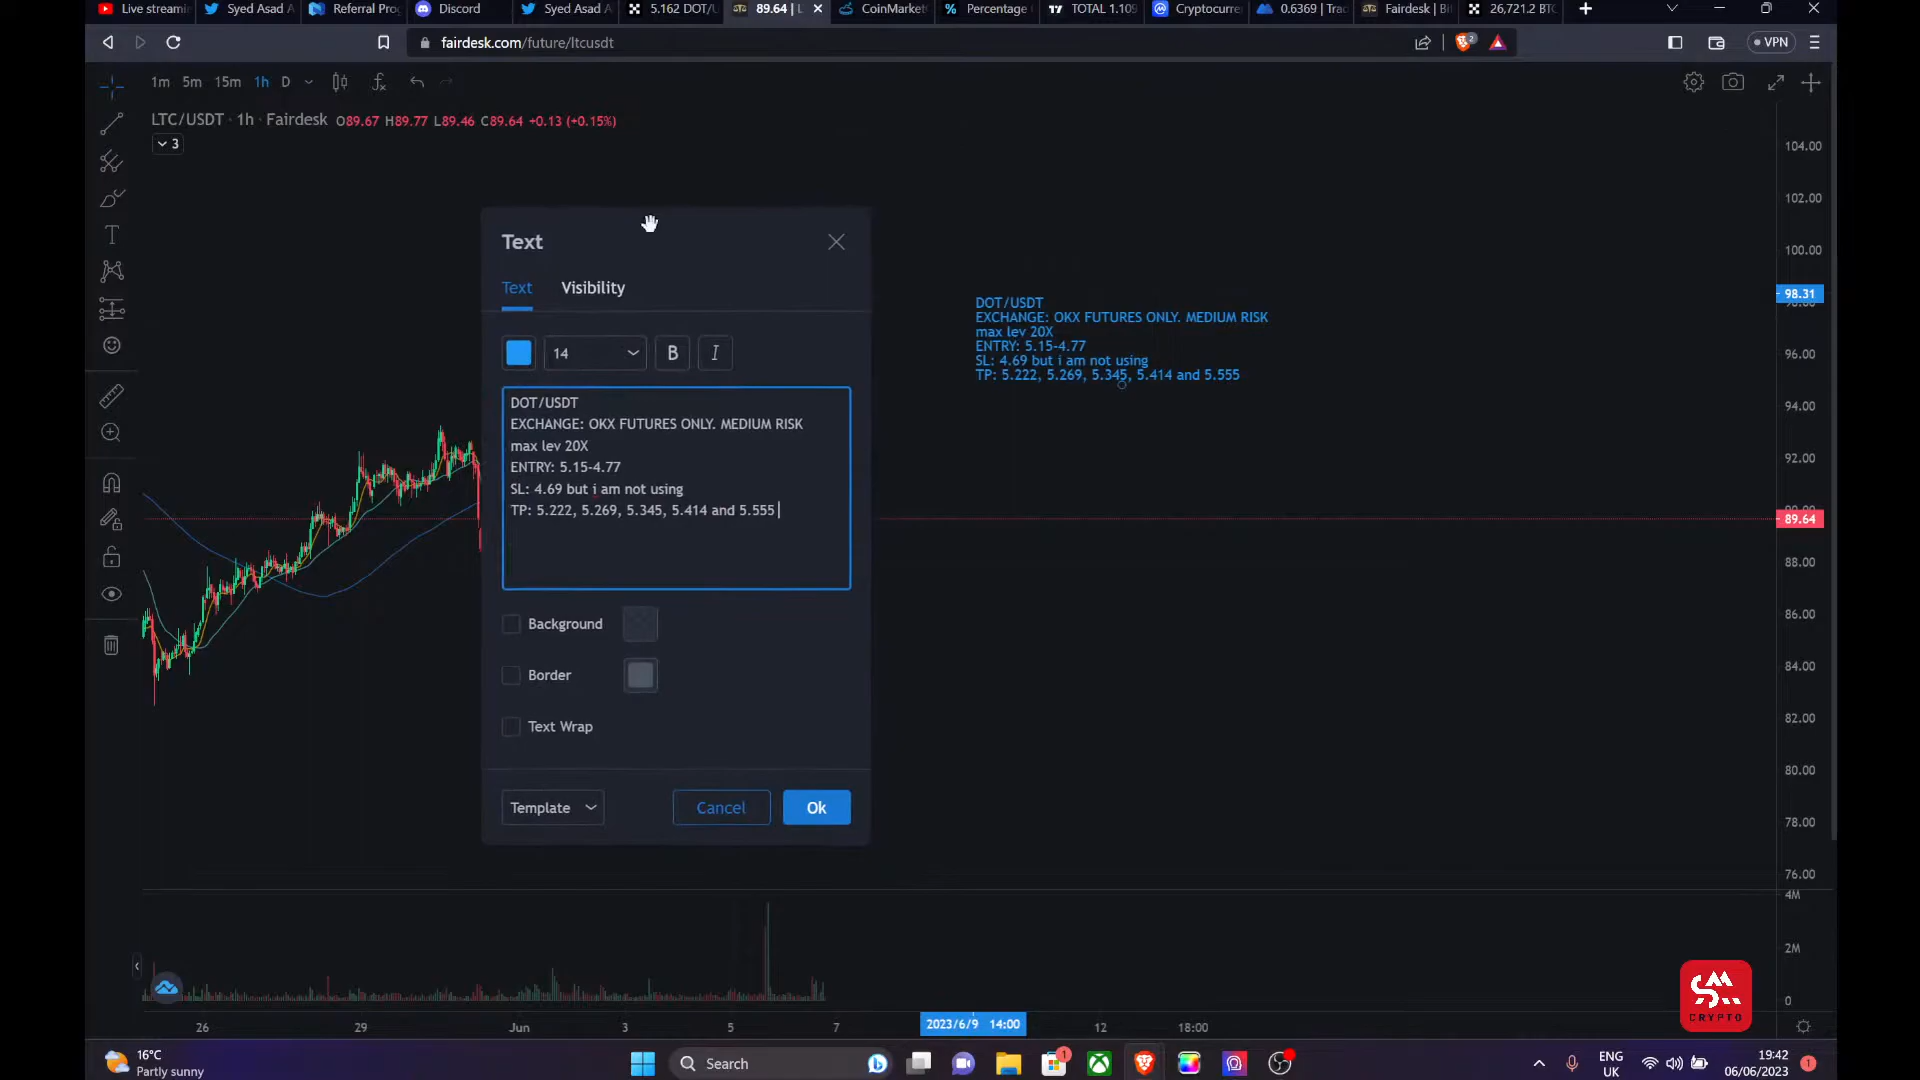 Live streamin
Syed Asad A
Referral Prog
Discord
Syed Asad A
5.162 DOT/U
89.64 | L
CoinMarket
Percentage
TOTAL 1.109
Cryptocurre
0.6369 | Tra
Fairdesk | Bi
26,721.2 BTC
fairdesk.com/future/ltcusdt
2
VPN
1m 5m 15m 1h D
LTC/USDT · 1h · Fairdesk O89.67 H89.77 L89.46 C89.64 +0.13 (+0.15%)
3
Text
Text Visibility
14
B I
DOT/USDT
EXCHANGE: OKX FUTURES ONLY. MEDIUM RISK
max lev 20X
ENTRY: 5.15-4.77
SL: 4.69 but i am not using
TP: 5.222, 5.269, 5.345, 5.414 and 5.555
Background
Border
Text Wrap
Template
Cancel
Ok
DOT/USDT
EXCHANGE: OKX FUTURES ONLY. MEDIUM RISK
max lev 20X
ENTRY: 5.15-4.77
SL: 4.69 but i am not using
TP: 5.222, 5.269, 5.345, 5.414 and 5.555
104.00
102.00
100.00
98.31
96.00
94.00
92.00
89.64
88.00
86.00
84.00
82.00
80.00
78.00
76.00
4M
2M
0
26 29 Jun 3 5 7 2023/6/9 14:00 12 18:00
SM
CRYPTO
16°C
Partly sunny
Search
1
ENG
UK
19:42
06/06/2023
1